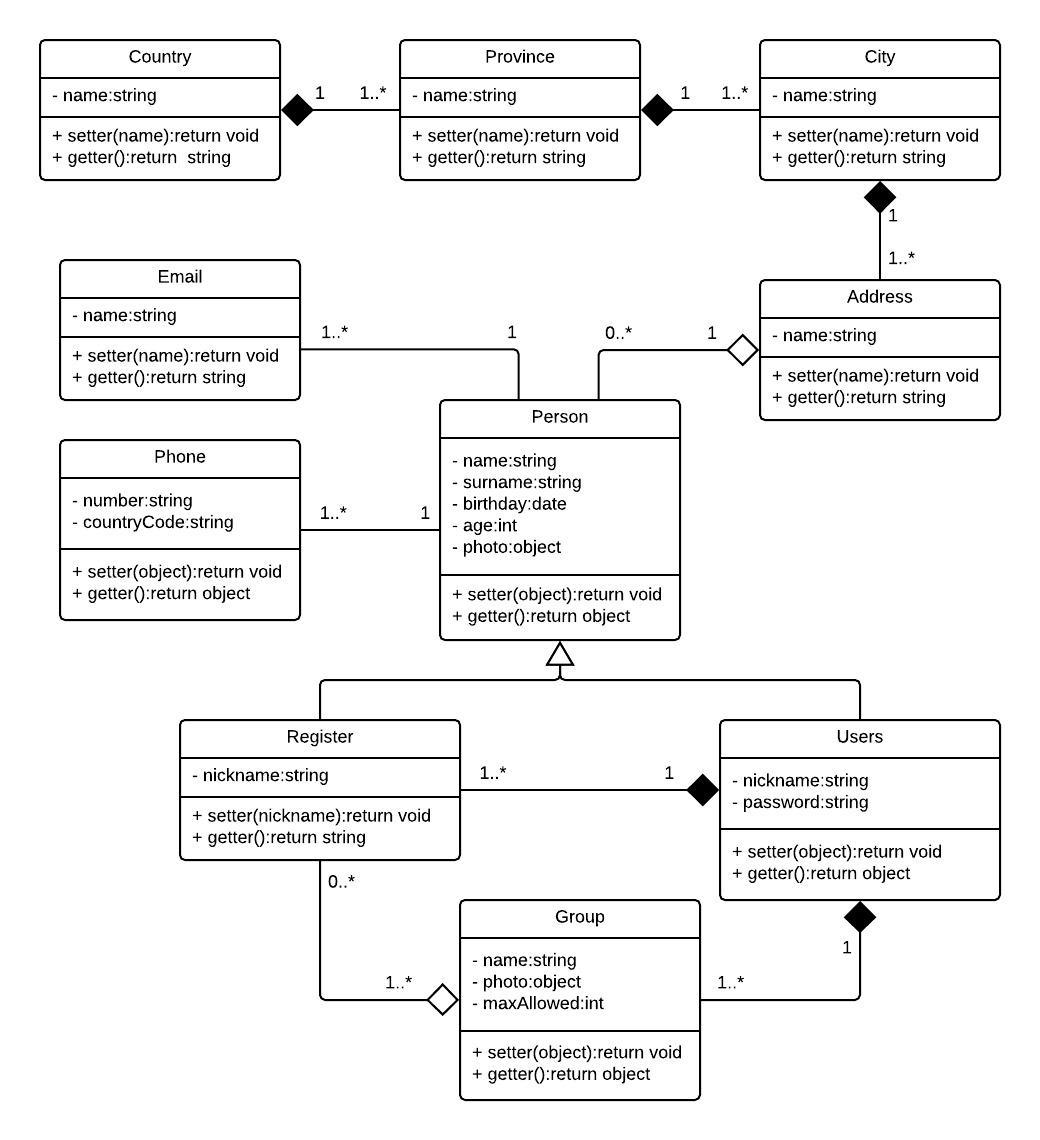 Country
- name:string
+ setter(name):return void
+ getter():return  string
1
1..*
Province
- name:string
+ setter(name):return void
+ getter():return string
1
1..*
City
- name:string
+ setter(name):return void
+ getter():return string
1
1..*
Email
- name:string
+ setter(name):return void
+ getter():return string
1..*
1
0..*
1
Address
- name:string
+ setter(name):return void
+ getter():return string
Phone
- number:string
- countryCode:string
+ setter(object):return void
+ getter():return object
1..*
1
Person
- name:string
- surname:string
- birthday:date
- age:int
- photo:object
+ setter(object):return void
+ getter():return object
Register
- nickname:string
+ setter(nickname):return void
+ getter():return string
1..*
1
Users
- nickname:string
- password:string
+ setter(object):return void
+ getter():return object
0..*
1..*
Group
- name:string
- photo:object
- maxAllowed:int
+ setter(object):return void
+ getter():return object
1..*
1